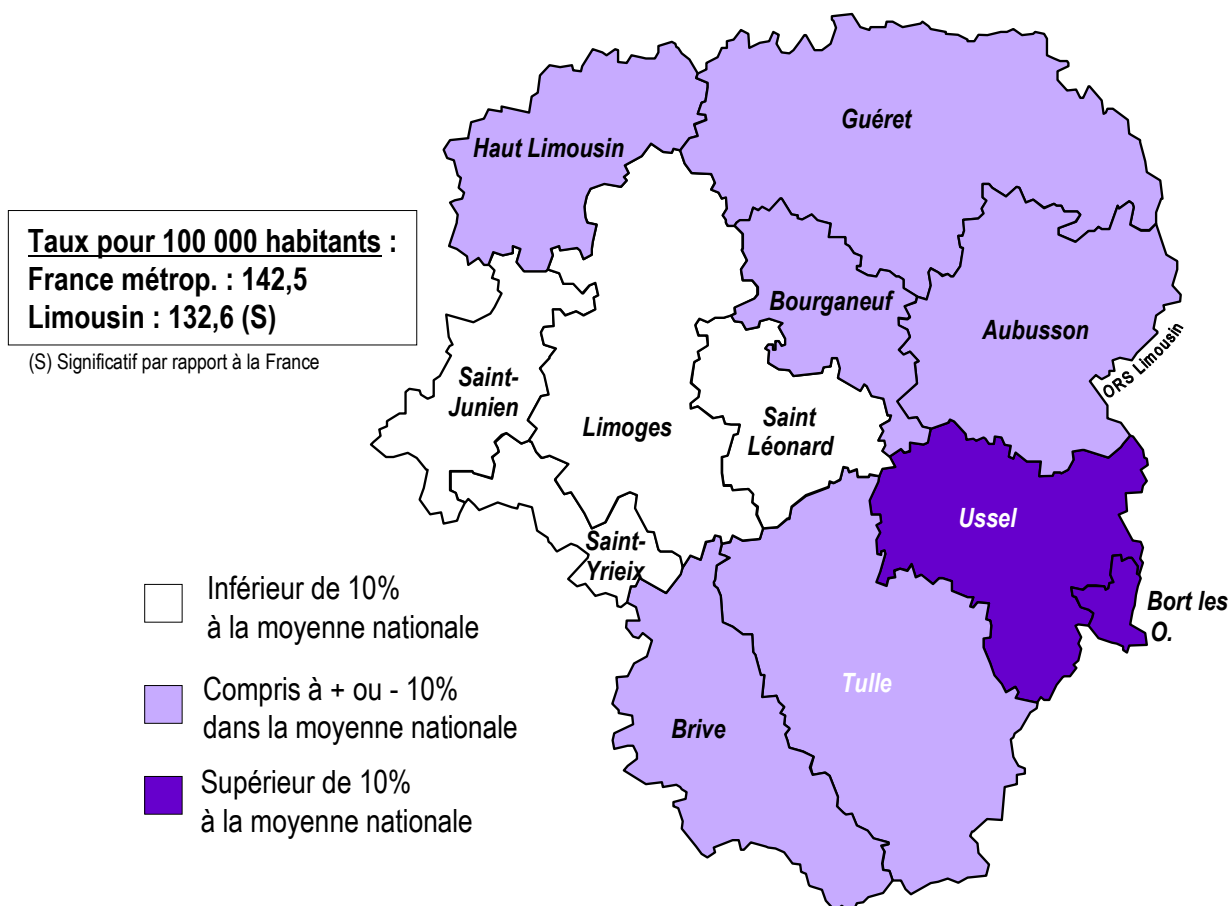 Guéret
Haut Limousin
Taux pour 100 000 habitants :
France métrop. : 142,5
Limousin : 132,6 (S)
(S) Significatif par rapport à la France
Bourganeuf
Aubusson
ORS Limousin
Saint-
Junien
Limoges
Saint
Léonard
Ussel
Saint-
Yrieix
Bort les
O.
Tulle
Brive
Inférieur de 10%
à la moyenne nationale
Compris à + ou - 10%
dans la moyenne nationale
Supérieur de 10%
à la moyenne nationale